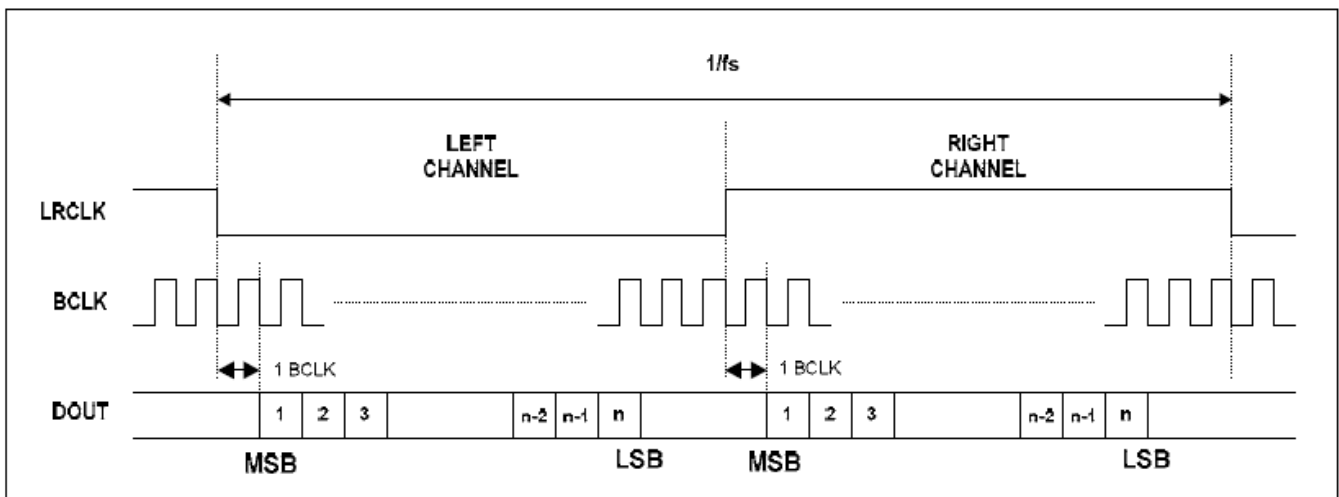 1/fs
LEFT
CHANNEL
RIGHT
CHANNEL
LRCLK
BCLK
1 BCLK
1 BCLK
DOUT
1 2 3 n-2 n-1 n 1 2 3 n-2 n-1 n
MSB LSB MSB LSB